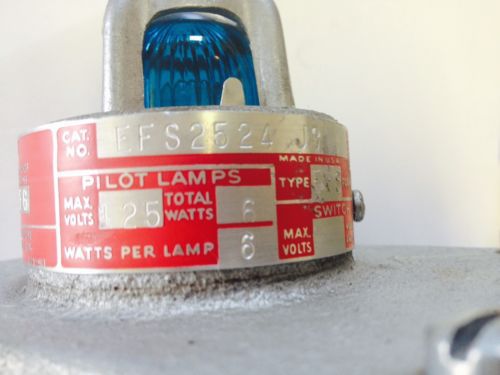 CAT. NO. EFS2524
MADE IN U.S.A.
PILOT LAMPS
TYPE
MAX. VOLTS 125 TOTAL WATTS 6
SWITCH
WATTS PER LAMP 6
MAX. VOLTS